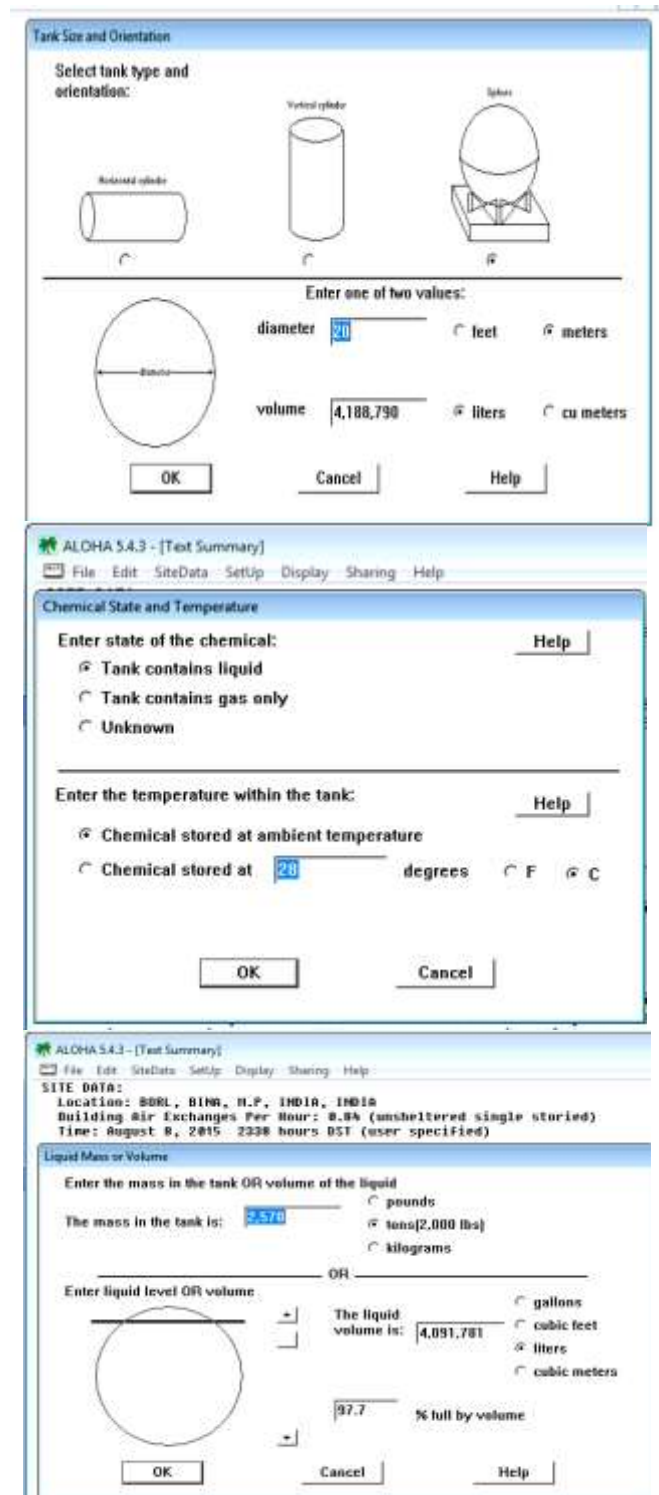 Tank Size and Orientation
Select tank type and
orientation:
Horizontal cylinder
Vertical cylinder
Sphere
Enter one of two values:
diameter 20 feet meters
diameter
volume 4,188,790 liters cu meters
OK Cancel Help
ALOHA 5.4.3 - [Text Summary]
File Edit SiteData SetUp Display Sharing Help
Chemical State and Temperature
Enter state of the chemical: Help
Tank contains liquid
Tank contains gas only
Unknown
Enter the temperature within the tank: Help
Chemical stored at ambient temperature
Chemical stored at 28 degrees F C
OK Cancel
ALOHA 5.4.3 - [Text Summary]
File Edit SiteData SetUp Display Sharing Help
SITE DATA:
Location: BORL, BINA, M.P, INDIA, INDIA
Building Air Exchanges Per Hour: 0.84 (unsheltered single storied)
Time: August 8, 2015 2330 hours DST (user specified)
Liquid Mass or Volume
Enter the mass in the tank OR volume of the liquid
The mass in the tank is: 2,570
pounds
tons(2,000 lbs)
kilograms
OR
Enter liquid level OR volume
The liquid
volume is: 4,091,781
gallons
cubic feet
liters
cubic meters
97.7 % full by volume
OK Cancel Help